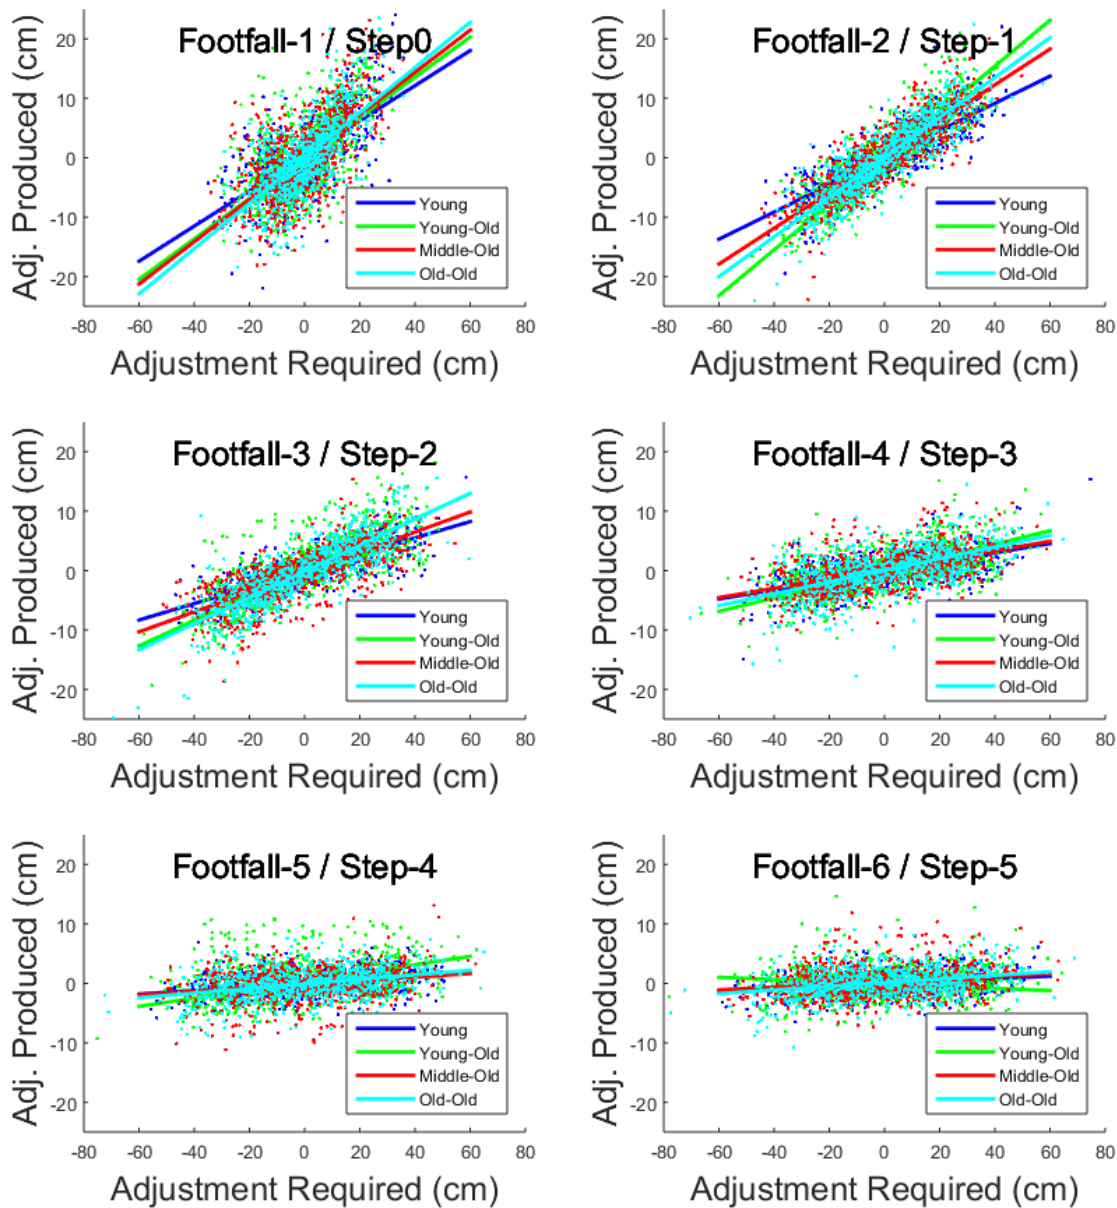 Footfall-1 / Step0
Adj. Produced (cm)
20
10
0
-10
-20
Young
Young-Old
Middle-Old
Old-Old
-80 -60 -40 -20 0 20 40 60 80
Adjustment Required (cm)
Footfall-2 / Step-1
Adj. Produced (cm)
20
10
0
-10
-20
Young
Young-Old
Middle-Old
Old-Old
-80 -60 -40 -20 0 20 40 60 80
Adjustment Required (cm)
Footfall-3 / Step-2
Adj. Produced (cm)
20
10
0
-10
-20
Young
Young-Old
Middle-Old
Old-Old
-80 -60 -40 -20 0 20 40 60 80
Adjustment Required (cm)
Footfall-4 / Step-3
Adj. Produced (cm)
20
10
0
-10
-20
Young
Young-Old
Middle-Old
Old-Old
-80 -60 -40 -20 0 20 40 60 80
Adjustment Required (cm)
Footfall-5 / Step-4
Adj. Produced (cm)
20
10
0
-10
-20
Young
Young-Old
Middle-Old
Old-Old
-80 -60 -40 -20 0 20 40 60 80
Adjustment Required (cm)
Footfall-6 / Step-5
Adj. Produced (cm)
20
10
0
-10
-20
Young
Young-Old
Middle-Old
Old-Old
-80 -60 -40 -20 0 20 40 60 80
Adjustment Required (cm)